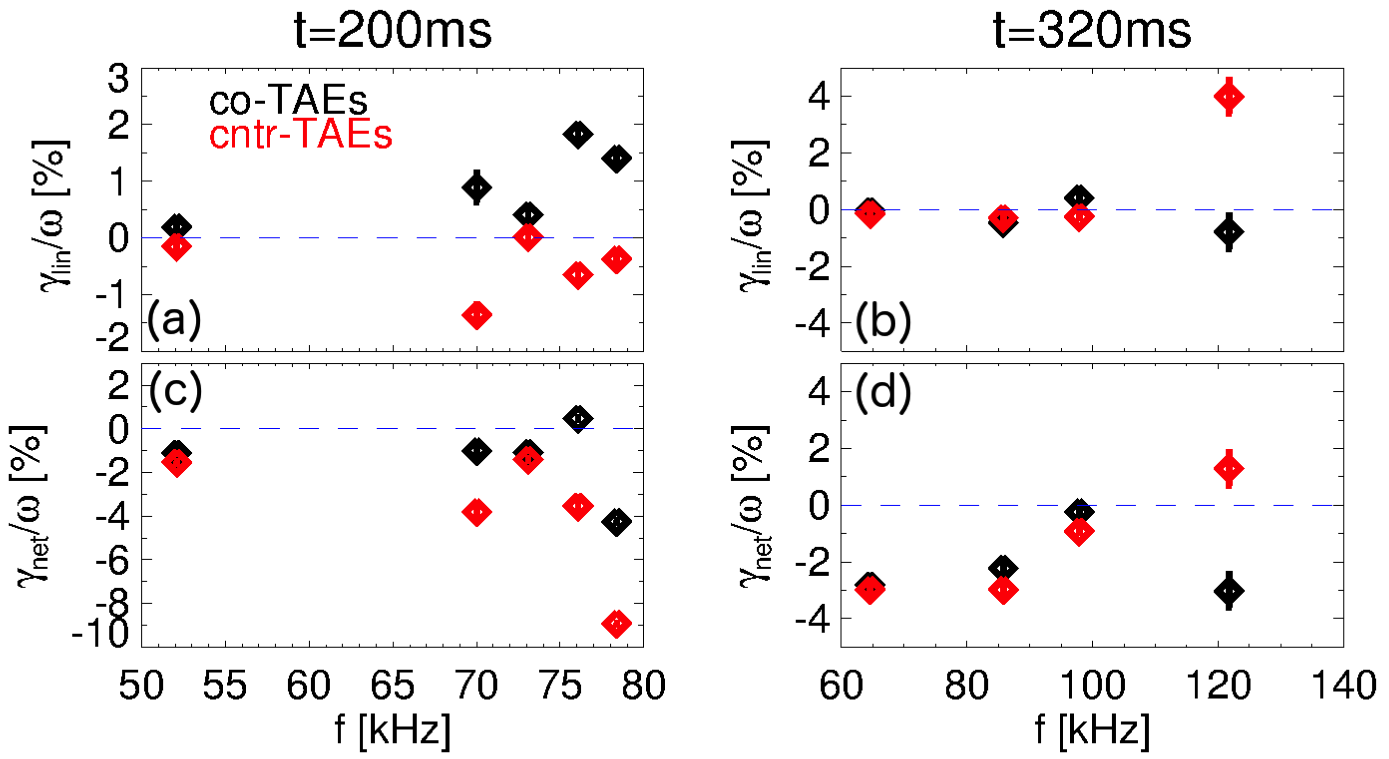 t=200ms
t=320ms
γlin/ω [%]
3
2
1
0
-1
-2
co-TAEs
cntr-TAEs
(a)
γlin/ω [%]
4
2
0
-2
-4
(b)
γnet/ω [%]
2
0
-2
-4
-6
-8
-10
(c)
50 55 60 65 70 75 80
f [kHz]
γnet/ω [%]
4
2
0
-2
-4
(d)
60 80 100 120 140
f [kHz]